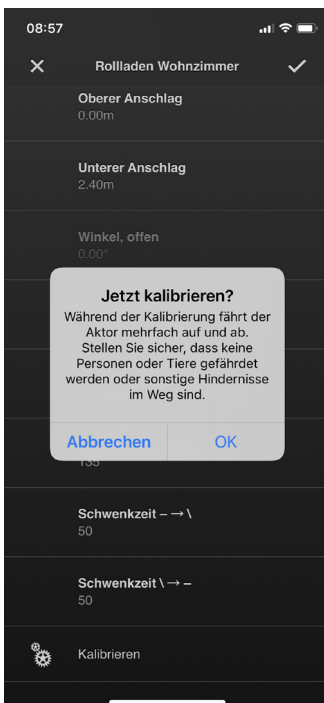 08:57
Rollladen Wohnzimmer
Oberer Anschlag
0.00m
Unterer Anschlag
2.40m
Winkel, offen
0.00°
Jetzt kalibrieren?
Während der Kalibrierung fährt der
Aktor mehrfach auf und ab.
Stellen Sie sicher, dass keine
Personen oder Tiere gefährdet
werden oder sonstige Hindernisse
im Weg sind.
Abbrechen OK
135
Schwenkzeit – → \
50
Schwenkzeit \ → –
50
Kalibrieren